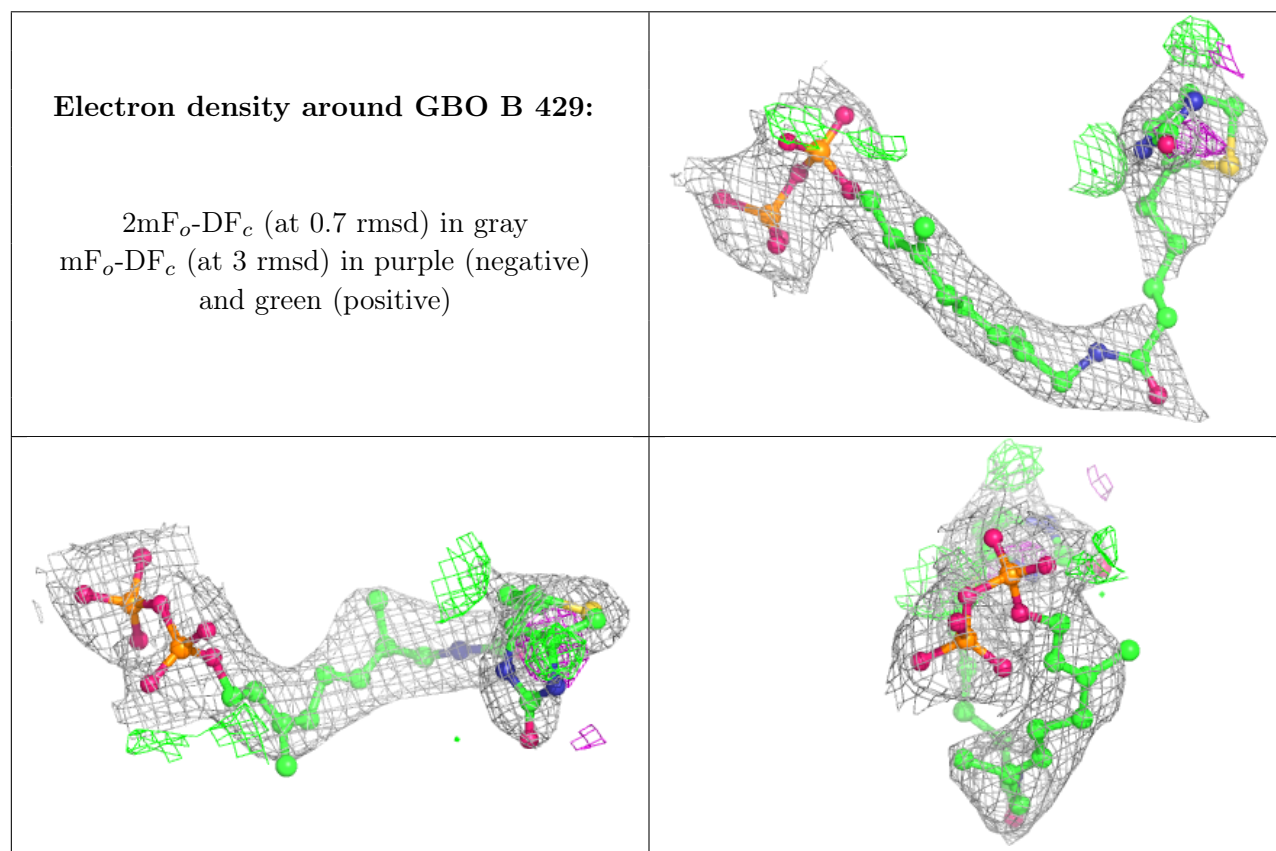 Electron density around GBO B 429:
2mFo-DFc (at 0.7 rmsd) in gray
mFo-DFc (at 3 rmsd) in purple (negative)
and green (positive)